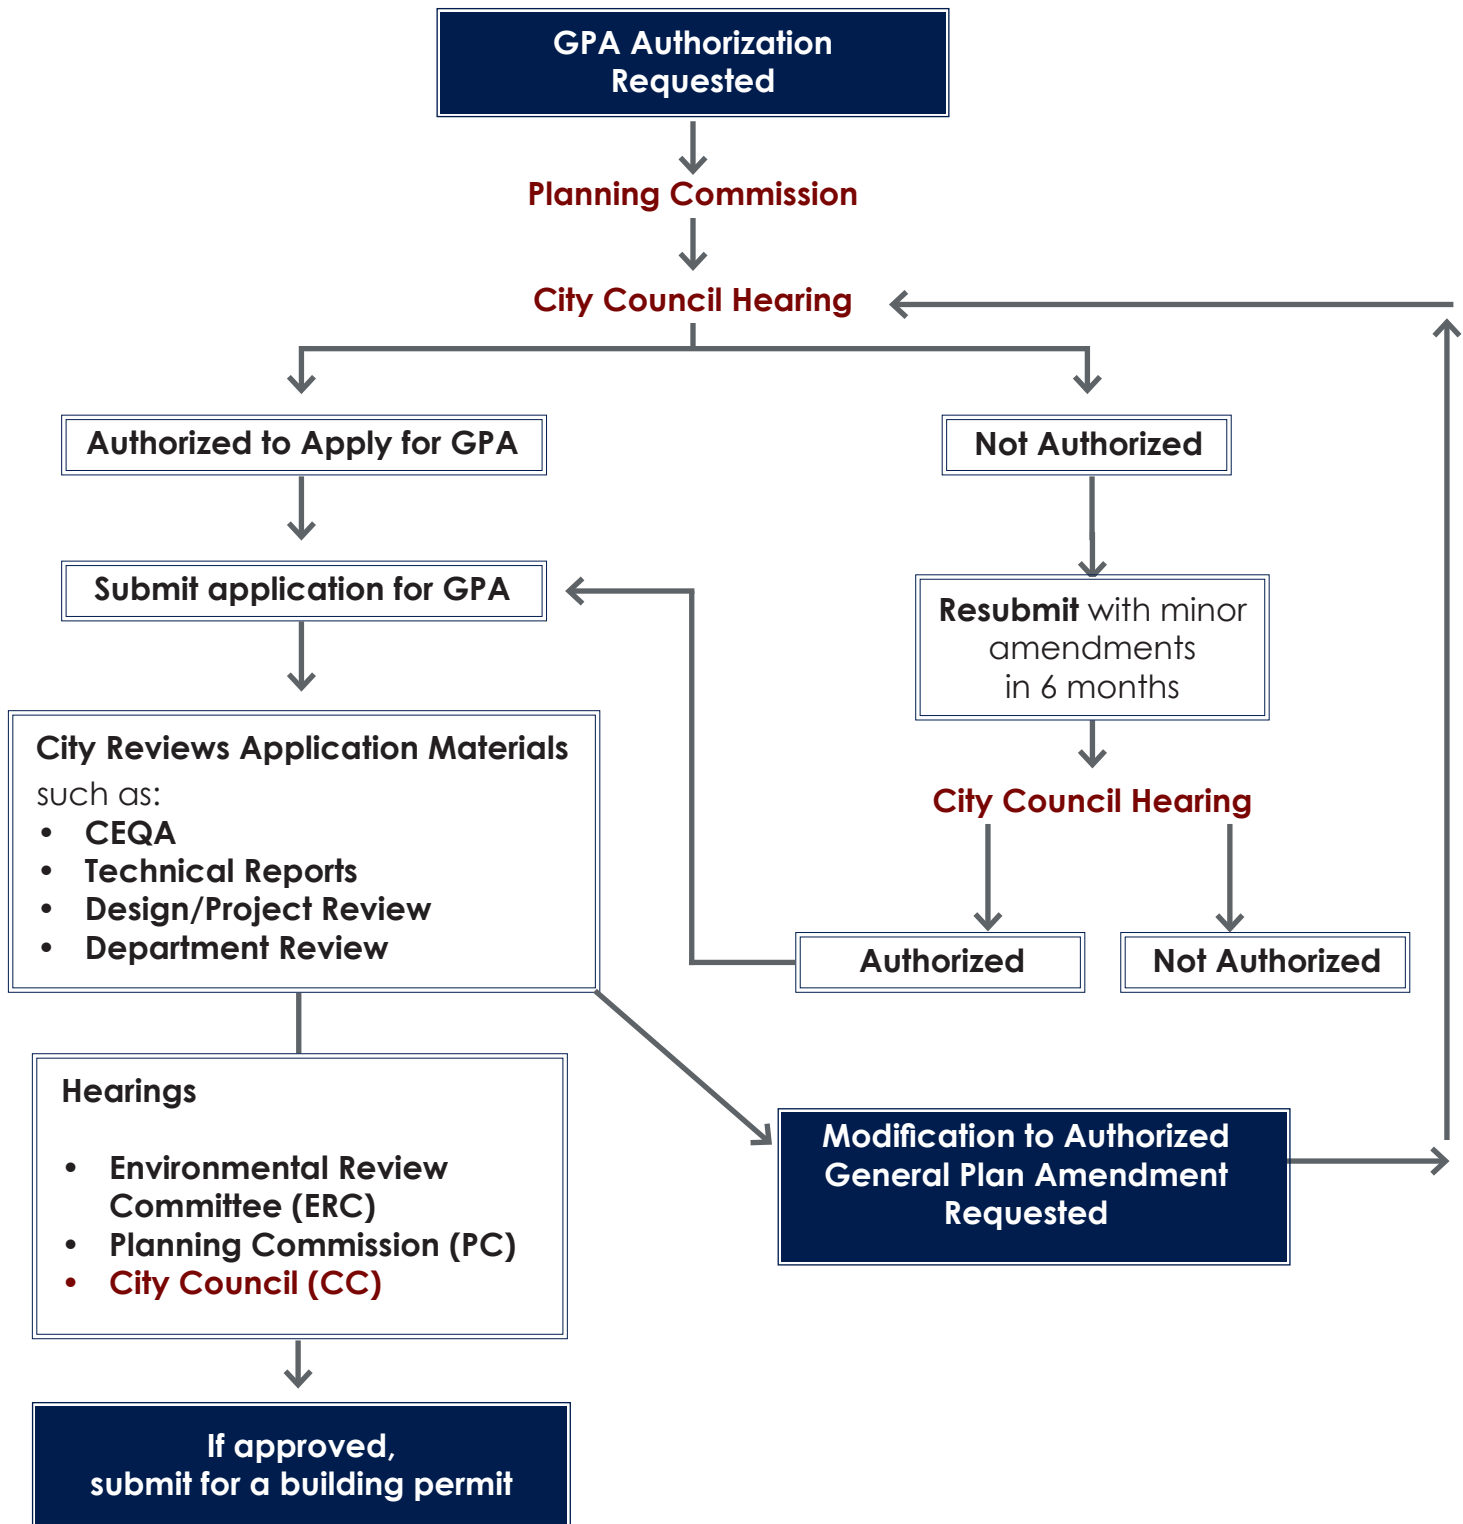 GPA Authorization
Requested
Planning Commission
City Council Hearing
Authorized to Apply for GPA
Not Authorized
Submit application for GPA
Resubmit with minor
amendments
in 6 months
City Reviews Application Materials
such as:
• CEQA
• Technical Reports
• Design/Project Review
• Department Review
City Council Hearing
Authorized
Not Authorized
Hearings
• Environmental Review
Committee (ERC)
• Planning Commission (PC)
• City Council (CC)
Modification to Authorized
General Plan Amendment
Requested
If approved,
submit for a building permit